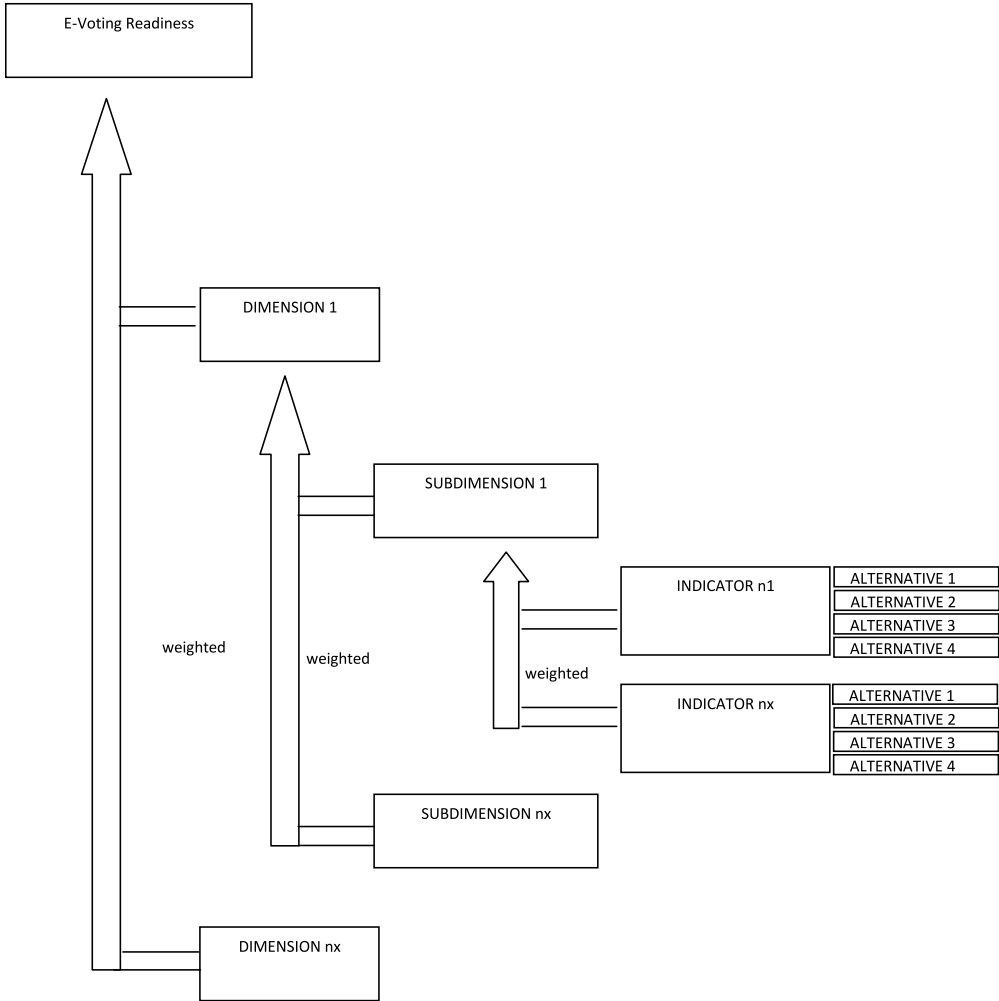 E-Voting Readiness
DIMENSION 1
SUBDIMENSION 1
INDICATOR n1
ALTERNATIVE 1
ALTERNATIVE 2
ALTERNATIVE 3
ALTERNATIVE 4
weighted
weighted
weighted
INDICATOR nx
ALTERNATIVE 1
ALTERNATIVE 2
ALTERNATIVE 3
ALTERNATIVE 4
SUBDIMENSION nx
DIMENSION nx